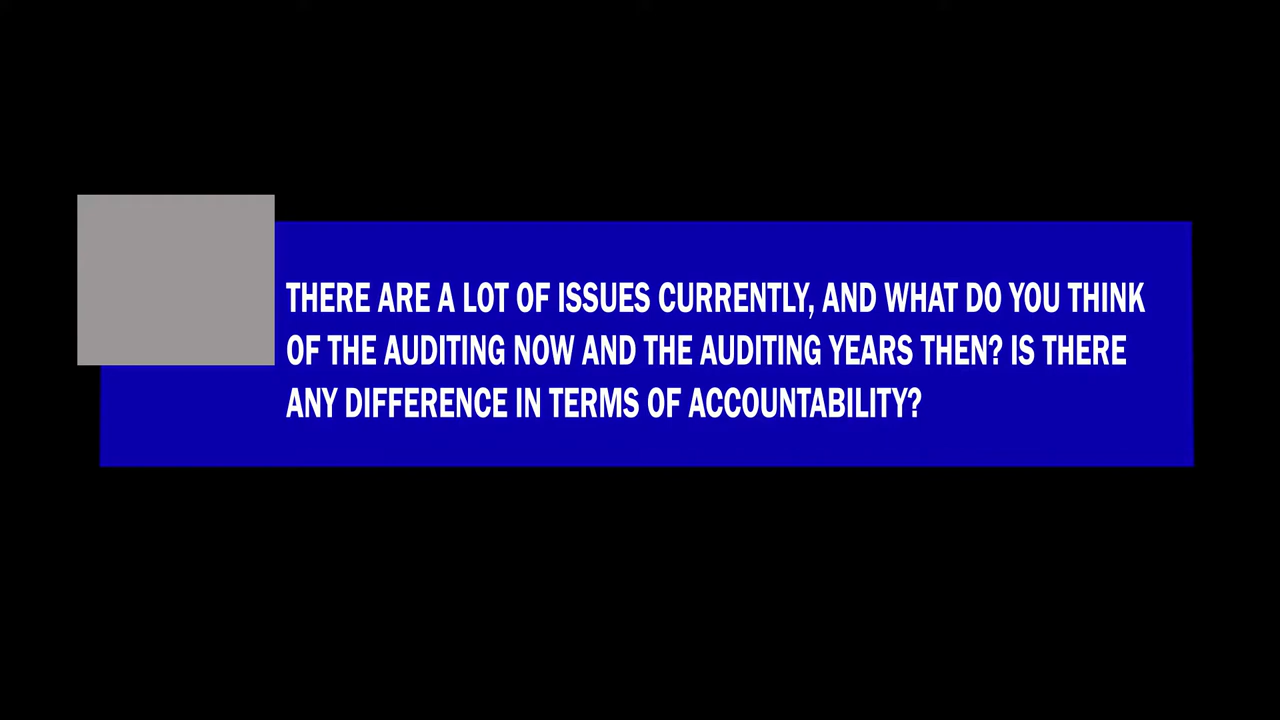 THERE ARE A LOT OF ISSUES CURRENTLY, AND WHAT DO YOU THINK
OF THE AUDITING NOW AND THE AUDITING YEARS THEN? IS THERE
ANY DIFFERENCE IN TERMS OF ACCOUNTABILITY?